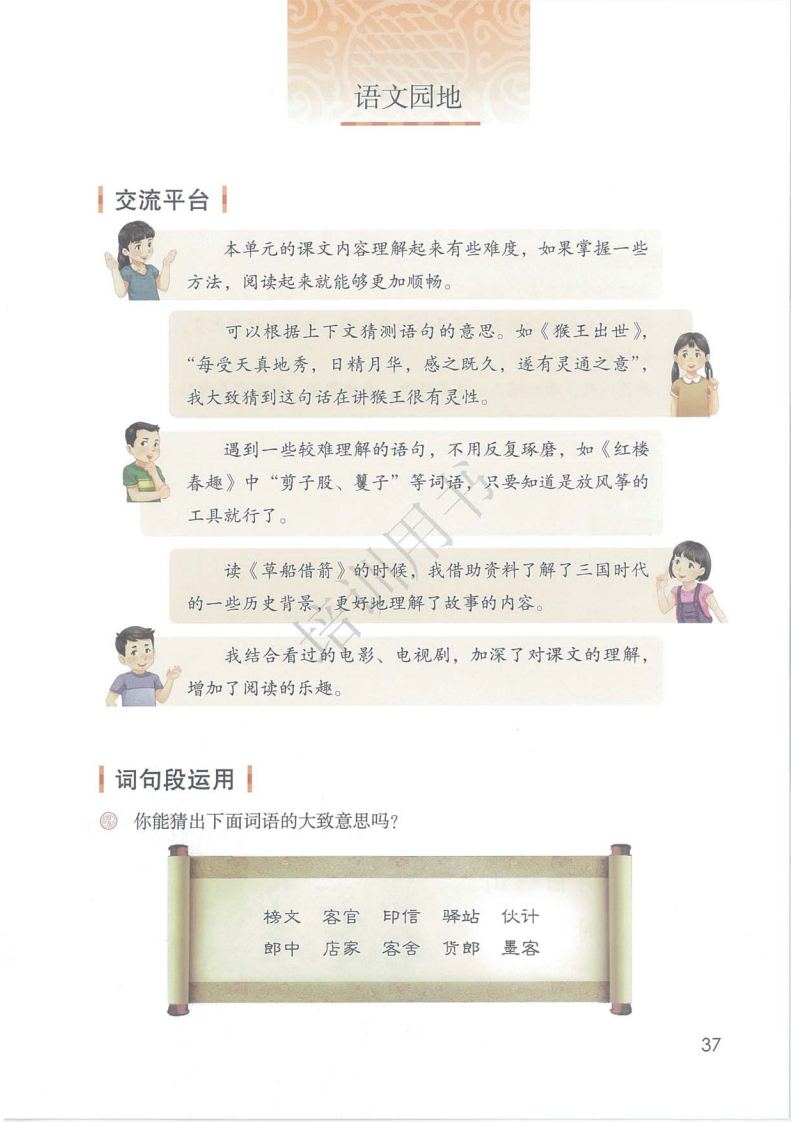 语文园地
交流平台
本单元的课文内容理解起来有些难度，如果掌握一些
方法，阅读起来就能够更加顺畅。
可以根据上下文猜测语句的意思。如《猴王出世》，
“每受天真地秀，日精月华，感之既久，遂有灵通之意”，
我大致猜到这句话在讲猴王很有灵性。
遇到一些较难理解的语句，不用反复琢磨，如《红楼
春趣》中“剪子股、籰子”等词语，只要知道是放风筝的
工具就行了。
读《草船借箭》的时候，我借助资料了解了三国时代
的一些历史背景，更好地理解了故事的内容。
我结合看过的电影、电视剧，加深了对课文的理解，
增加了阅读的乐趣。
培训用书
词句段运用
你能猜出下面词语的大致意思吗？
榜文 客官 印信 驿站 伙计
郎中 店家 客舍 货郎 墨客
37